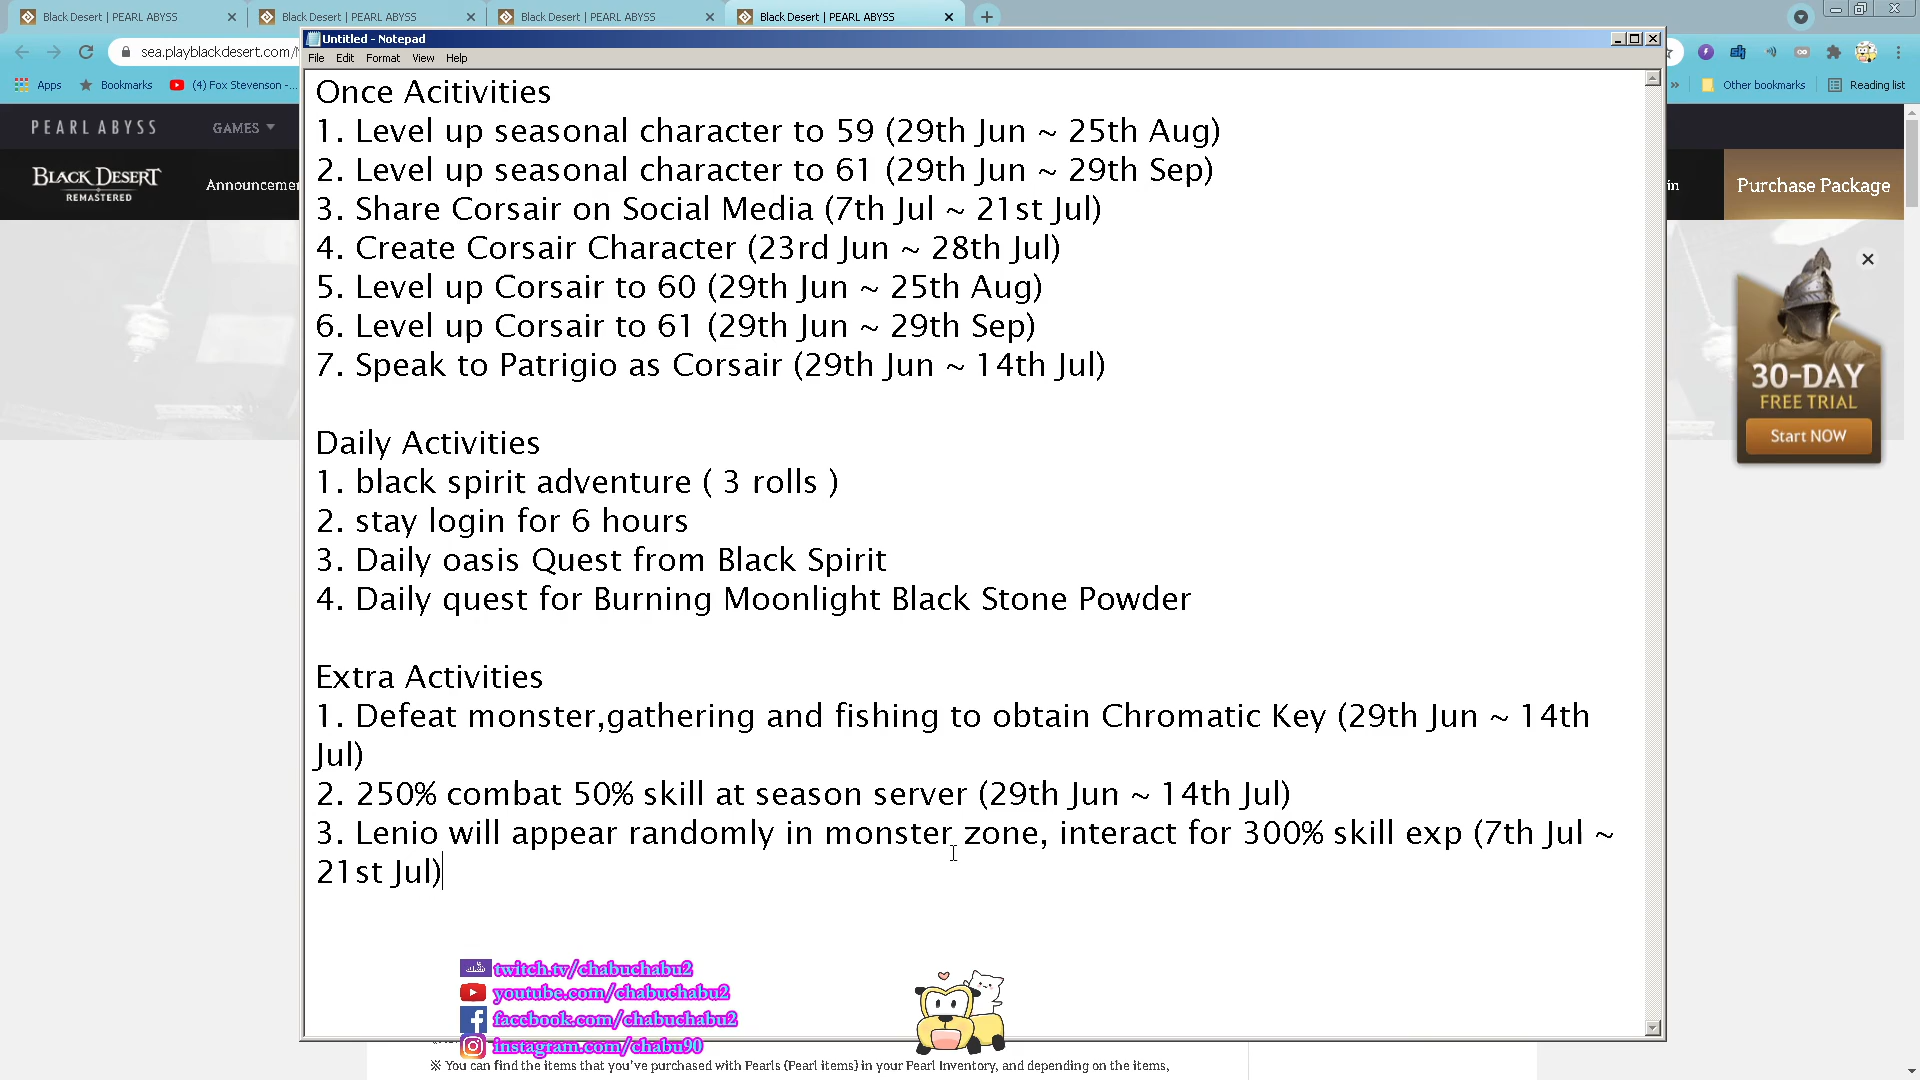 Black Desert | PEARL ABYSS
Black Desert | PEARL ABYSS
Black Desert | PEARL ABYSS
Black Desert | PEARL ABYSS
sea.playblackdesert.com/
Untitled - Notepad
File Edit Format View Help
Apps
Bookmarks
(4) Fox Stevenson -...
Other bookmarks
Reading list
PEARL ABYSS
GAMES
BLACK DESERT
REMASTERED
Announcemen
in
Purchase Package
30-DAY
FREE TRIAL
Start NOW
Once Acitivities
1. Level up seasonal character to 59 (29th Jun ~ 25th Aug)
2. Level up seasonal character to 61 (29th Jun ~ 29th Sep)
3. Share Corsair on Social Media (7th Jul ~ 21st Jul)
4. Create Corsair Character (23rd Jun ~ 28th Jul)
5. Level up Corsair to 60 (29th Jun ~ 25th Aug)
6. Level up Corsair to 61 (29th Jun ~ 29th Sep)
7. Speak to Patrigio as Corsair (29th Jun ~ 14th Jul)
Daily Activities
1. black spirit adventure ( 3 rolls )
2. stay login for 6 hours
3. Daily oasis Quest from Black Spirit
4. Daily quest for Burning Moonlight Black Stone Powder
Extra Activities
1. Defeat monster,gathering and fishing to obtain Chromatic Key (29th Jun ~ 14th
Jul)
2. 250% combat 50% skill at season server (29th Jun ~ 14th Jul)
3. Lenio will appear randomly in monster zone, interact for 300% skill exp (7th Jul ~
21st Jul)
twitch.tv/chabuchabu2
youtube.com/chabuchabu2
facebook.com/chabuchabu2
instagram.com/chabu90
※ You can find the items that you've purchased with Pearls (Pearl items) in your Pearl Inventory, and depending on the items,